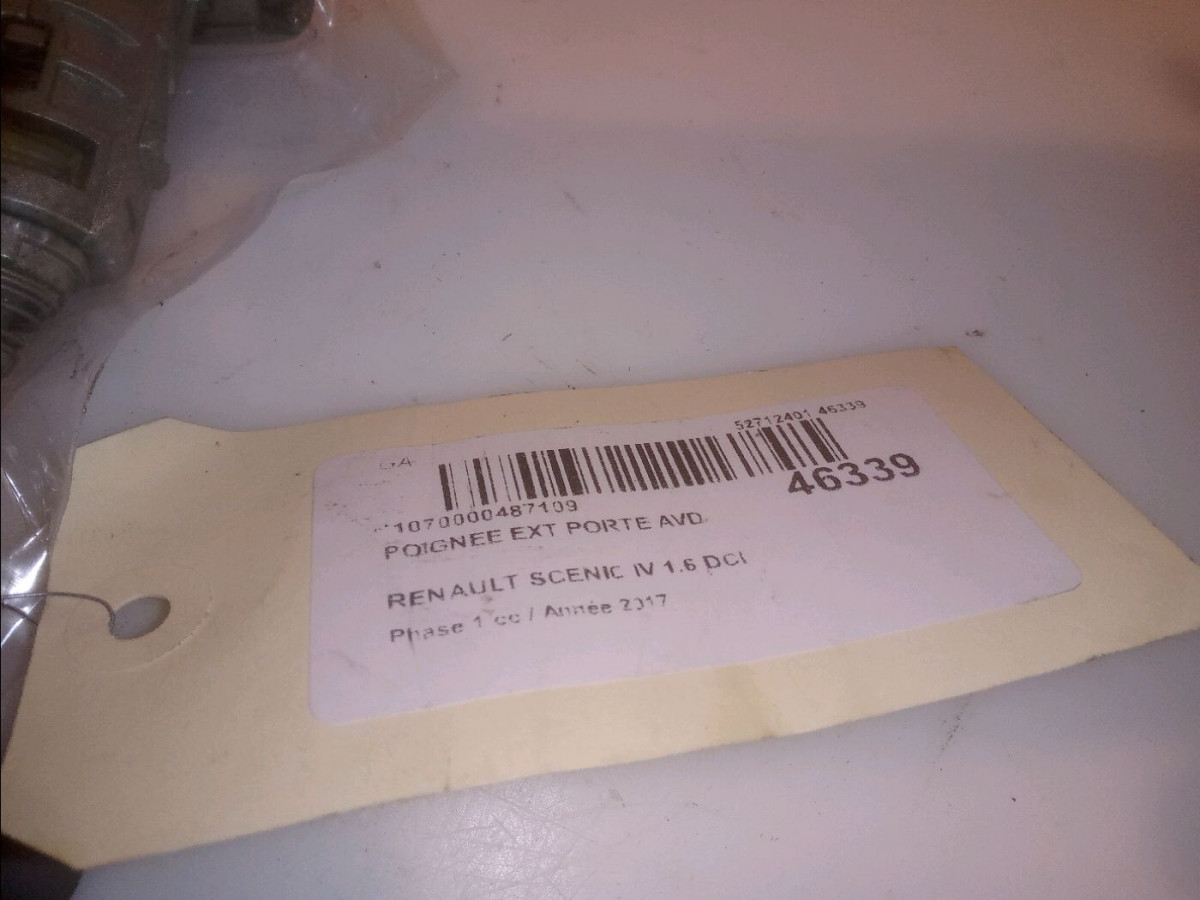 GA
52712401 46339
46339
*1070000487109
POIGNEE EXT PORTE AVD
RENAULT SCENIC IV 1.6 DCI
Phase 1 cc / Année 2017